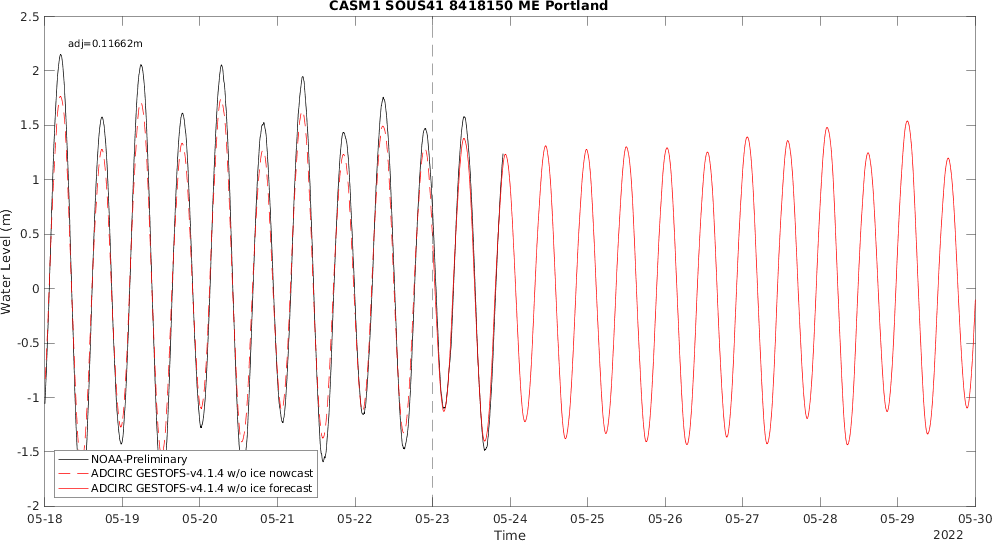 CASM1 SOUS41 8418150 ME Portland
adj=0.11662m
2.5
2
1.5
1
0.5
0
-0.5
-1
-1.5
-2
Water Level (m)
NOAA-Preliminary
ADCIRC GESTOFS-v4.1.4 w/o ice nowcast
ADCIRC GESTOFS-v4.1.4 w/o ice forecast
05-18 05-19 05-20 05-21 05-22 05-23 05-24 05-25 05-26 05-27 05-28 05-29 05-30
Time
2022